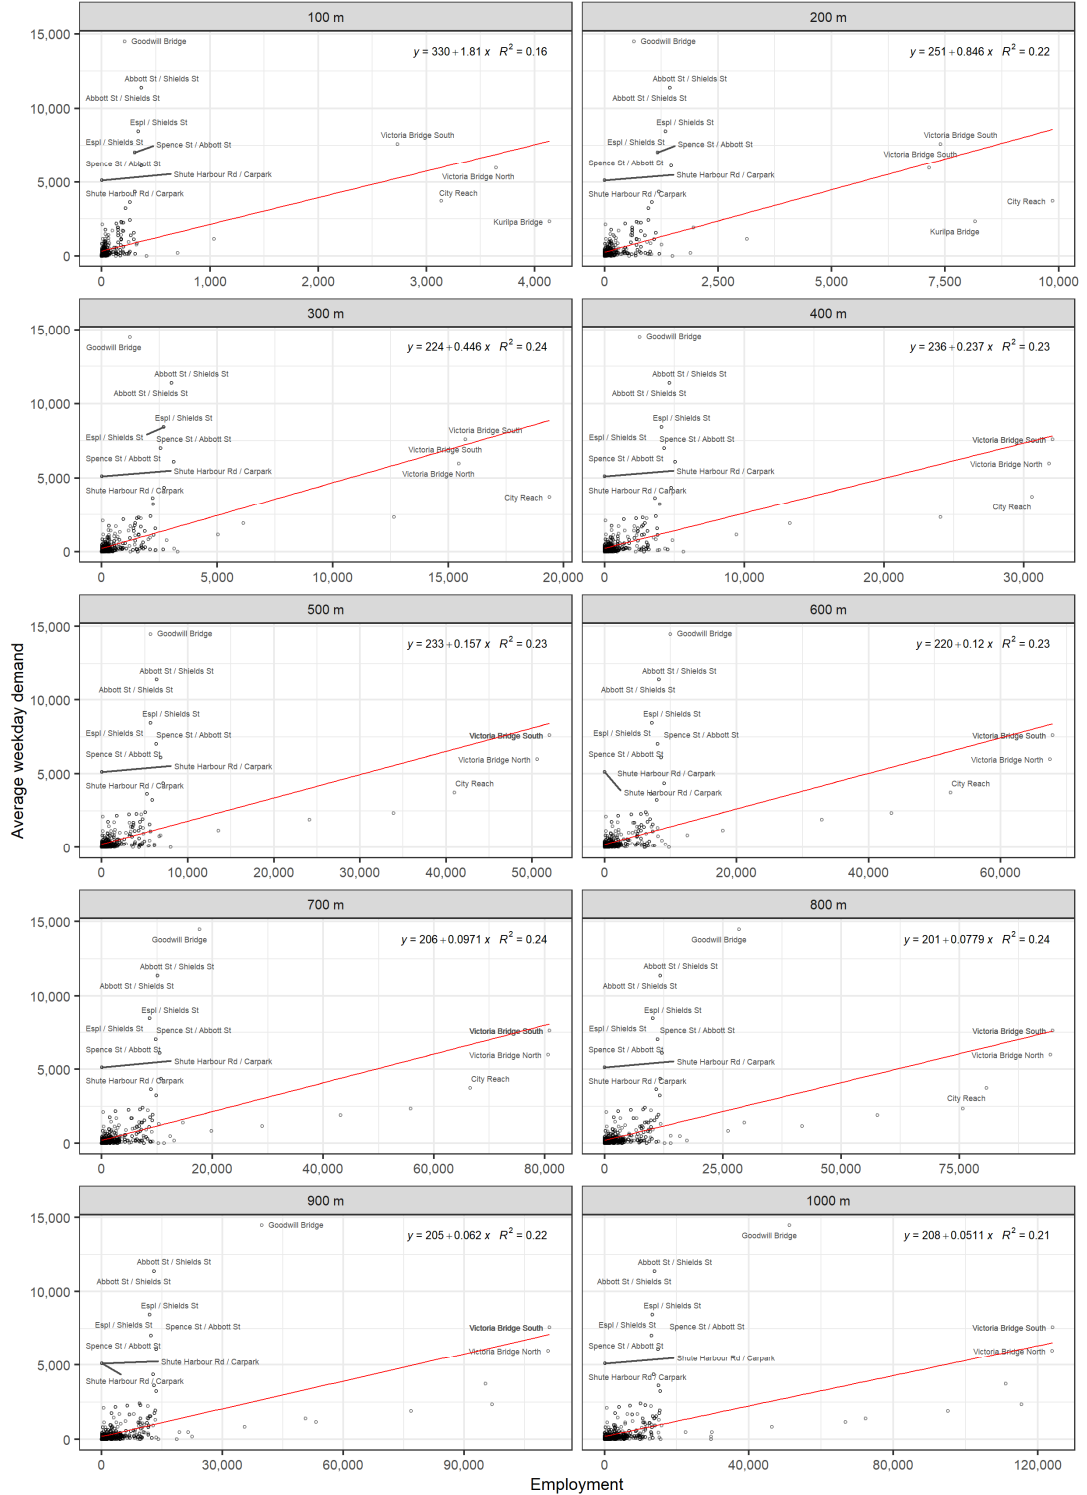 100 m
200 m
15,000
10,000
5,000
0
Goodwill Bridge
y = 330 + 1.81 x R² = 0.16
Abbott St / Shields St
Abbott St / Shields St
Espl / Shields St
Espl / Shields St
Spence St / Abbott St
Victoria Bridge South
Spence St / Abbott St
Shute Harbour Rd / Carpark
Victoria Bridge North
Shute Harbour Rd / Carpark
City Reach
Kurilpa Bridge
0 1,000 2,000 3,000 4,000
Goodwill Bridge
y = 251 + 0.846 x R² = 0.22
Abbott St / Shields St
Abbott St / Shields St
Espl / Shields St
Espl / Shields St
Spence St / Abbott St
Victoria Bridge South
Victoria Bridge South
Spence St / Abbott St
Shute Harbour Rd / Carpark
Shute Harbour Rd / Carpark
City Reach
Kurilpa Bridge
0 2,500 5,000 7,500 10,000
300 m
400 m
15,000
10,000
5,000
0
Goodwill Bridge
y = 224 + 0.446 x R² = 0.24
Abbott St / Shields St
Abbott St / Shields St
Espl / Shields St
Espl / Shields St
Spence St / Abbott St
Victoria Bridge South
Victoria Bridge South
Spence St / Abbott St
Shute Harbour Rd / Carpark
Victoria Bridge North
Shute Harbour Rd / Carpark
City Reach
0 5,000 10,000 15,000 20,000
Goodwill Bridge
y = 236 + 0.237 x R² = 0.23
Abbott St / Shields St
Abbott St / Shields St
Espl / Shields St
Espl / Shields St
Spence St / Abbott St
Victoria Bridge South
Spence St / Abbott St
Victoria Bridge North
Shute Harbour Rd / Carpark
Shute Harbour Rd / Carpark
City Reach
0 10,000 20,000 30,000
500 m
600 m
15,000
10,000
5,000
0
Goodwill Bridge
y = 233 + 0.157 x R² = 0.23
Abbott St / Shields St
Abbott St / Shields St
Espl / Shields St
Espl / Shields St
Spence St / Abbott St
Victoria Bridge South
Spence St / Abbott St
Victoria Bridge North
Shute Harbour Rd / Carpark
Shute Harbour Rd / Carpark
City Reach
0 10,000 20,000 30,000 40,000 50,000
Goodwill Bridge
y = 220 + 0.12 x R² = 0.23
Abbott St / Shields St
Abbott St / Shields St
Espl / Shields St
Espl / Shields St
Spence St / Abbott St
Victoria Bridge South
Spence St / Abbott St
Victoria Bridge North
Shute Harbour Rd / Carpark
Shute Harbour Rd / Carpark
City Reach
0 20,000 40,000 60,000
Average weekday demand
700 m
800 m
15,000
10,000
5,000
0
Goodwill Bridge
y = 206 + 0.0971 x R² = 0.24
Abbott St / Shields St
Abbott St / Shields St
Espl / Shields St
Espl / Shields St
Spence St / Abbott St
Victoria Bridge South
Spence St / Abbott St
Victoria Bridge North
Shute Harbour Rd / Carpark
Shute Harbour Rd / Carpark
City Reach
0 20,000 40,000 60,000 80,000
Goodwill Bridge
y = 201 + 0.0779 x R² = 0.24
Abbott St / Shields St
Abbott St / Shields St
Espl / Shields St
Espl / Shields St
Spence St / Abbott St
Victoria Bridge South
Spence St / Abbott St
Victoria Bridge North
Shute Harbour Rd / Carpark
Shute Harbour Rd / Carpark
City Reach
0 25,000 50,000 75,000
900 m
1000 m
15,000
10,000
5,000
0
Goodwill Bridge
y = 205 + 0.062 x R² = 0.22
Abbott St / Shields St
Abbott St / Shields St
Espl / Shields St
Espl / Shields St
Spence St / Abbott St
Victoria Bridge South
Spence St / Abbott St
Victoria Bridge North
Shute Harbour Rd / Carpark
Shute Harbour Rd / Carpark
0 30,000 60,000 90,000
Goodwill Bridge
y = 208 + 0.0511 x R² = 0.21
Abbott St / Shields St
Abbott St / Shields St
Espl / Shields St
Espl / Shields St
Spence St / Abbott St
Victoria Bridge South
Spence St / Abbott St
Victoria Bridge North
Shute Harbour Rd / Carpark
Shute Harbour Rd / Carpark
0 40,000 80,000 120,000
Employment